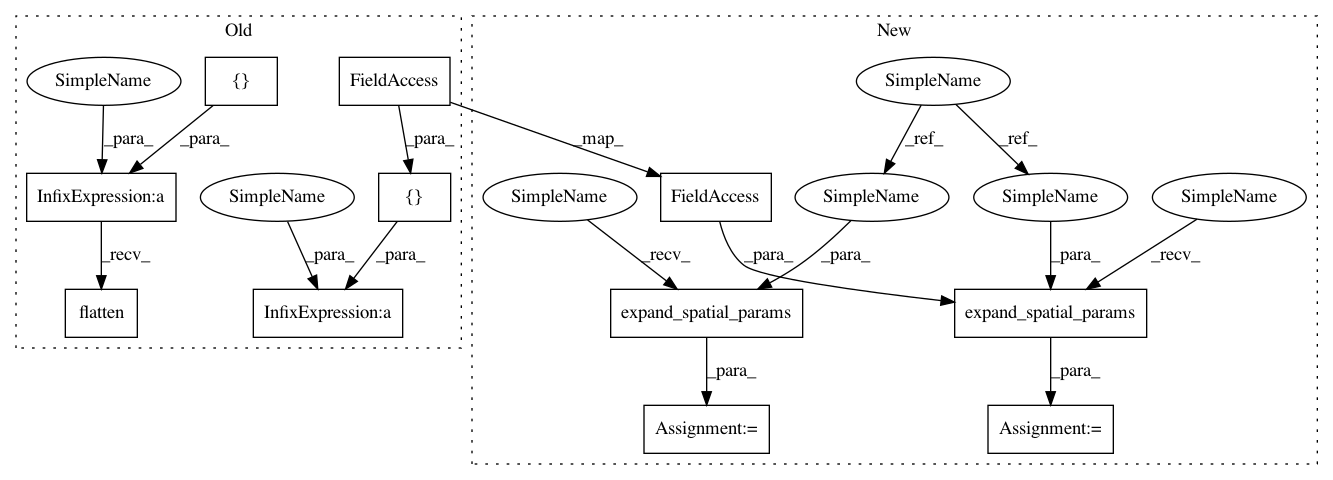 Old
New
SimpleName
{}
FieldAccess
SimpleName
_para_
_para_
_para_
_map_
_ref_
_ref_
InfixExpression:a
SimpleName
{}
SimpleName
FieldAccess
SimpleName
SimpleName
SimpleName
_recv_
_para_
_para_
_recv_
_para_
_para_
_para_
_recv_
flatten
InfixExpression:a
expand_spatial_params
expand_spatial_params
_para_
_para_
Assignment:=
Assignment:=